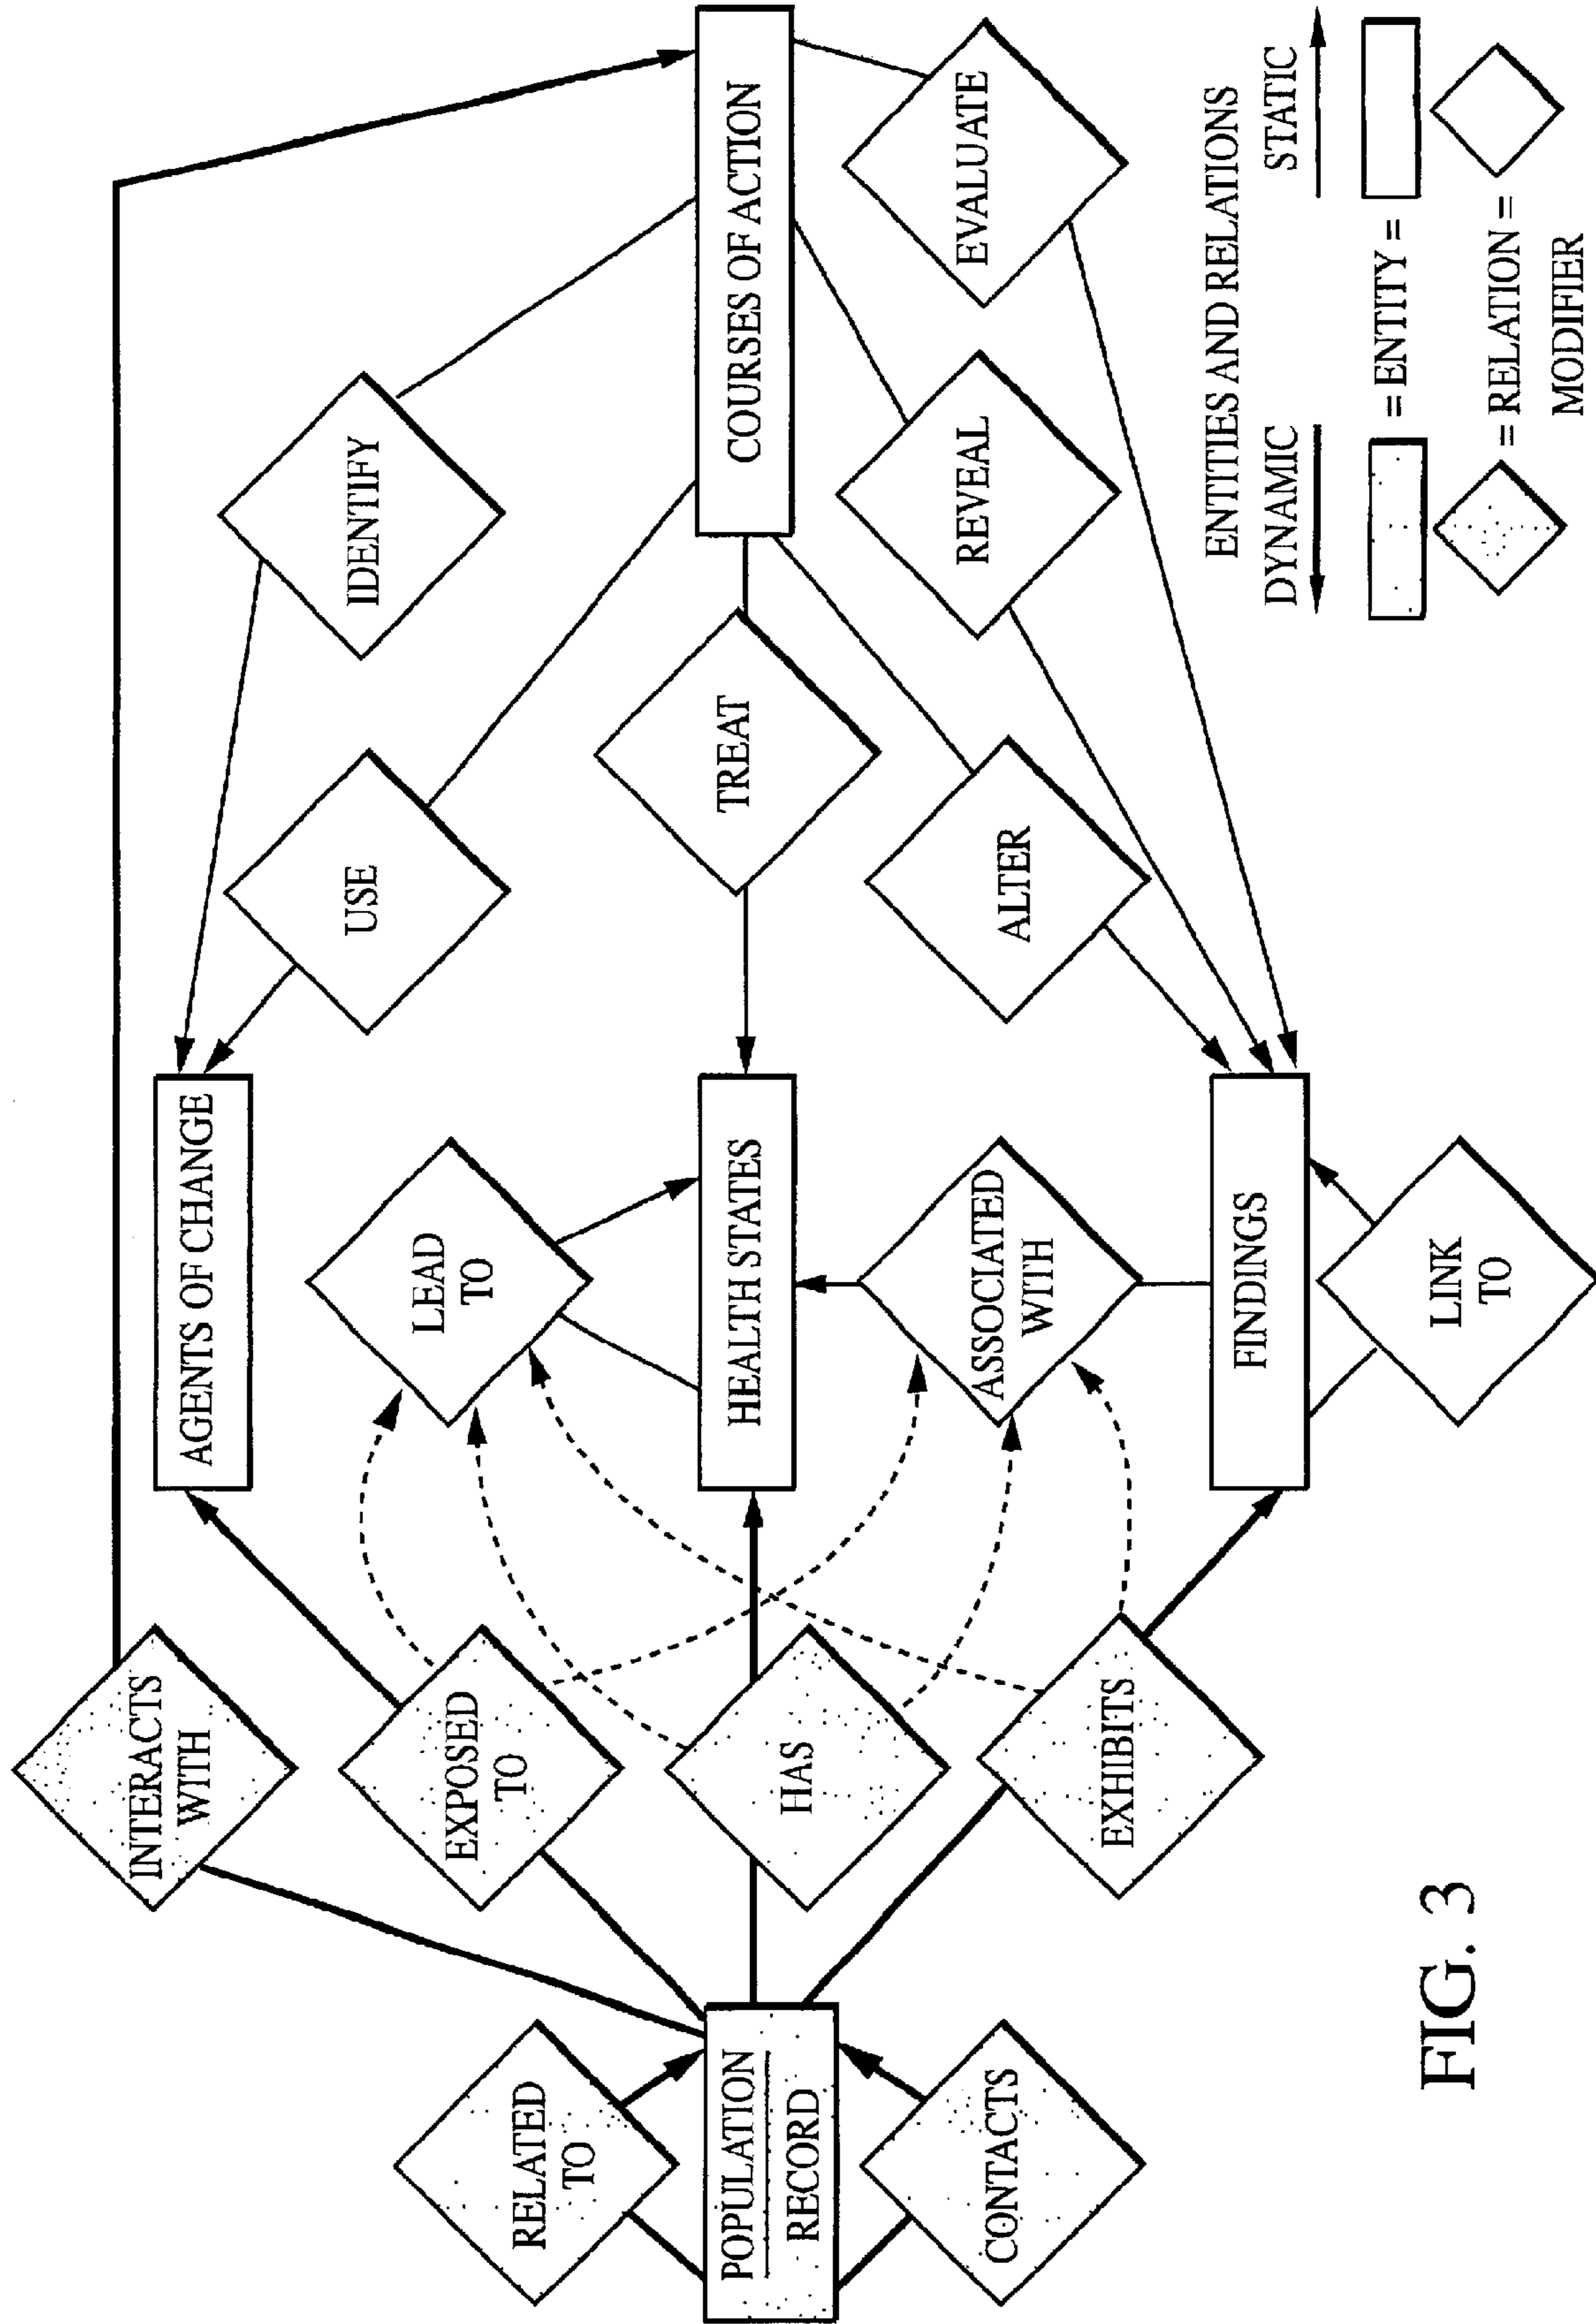 INTERACTS
WITH
RELATED
TO
EXPOSED
TO
POPULATION
RECORD
HAS
CONTACTS
EXHIBITS
AGENTS OF CHANGE
LEAD
TO
HEALTH STATES
ASSOCIATED
WITH
FINDINGS
LINK
TO
USE
IDENTIFY
TREAT
ALTER
REVEAL
EVALUATE
COURSES OF ACTION
ENTITIES AND RELATIONS
DYNAMIC STATIC
= ENTITY =
= RELATION =
MODIFIER
FIG. 3